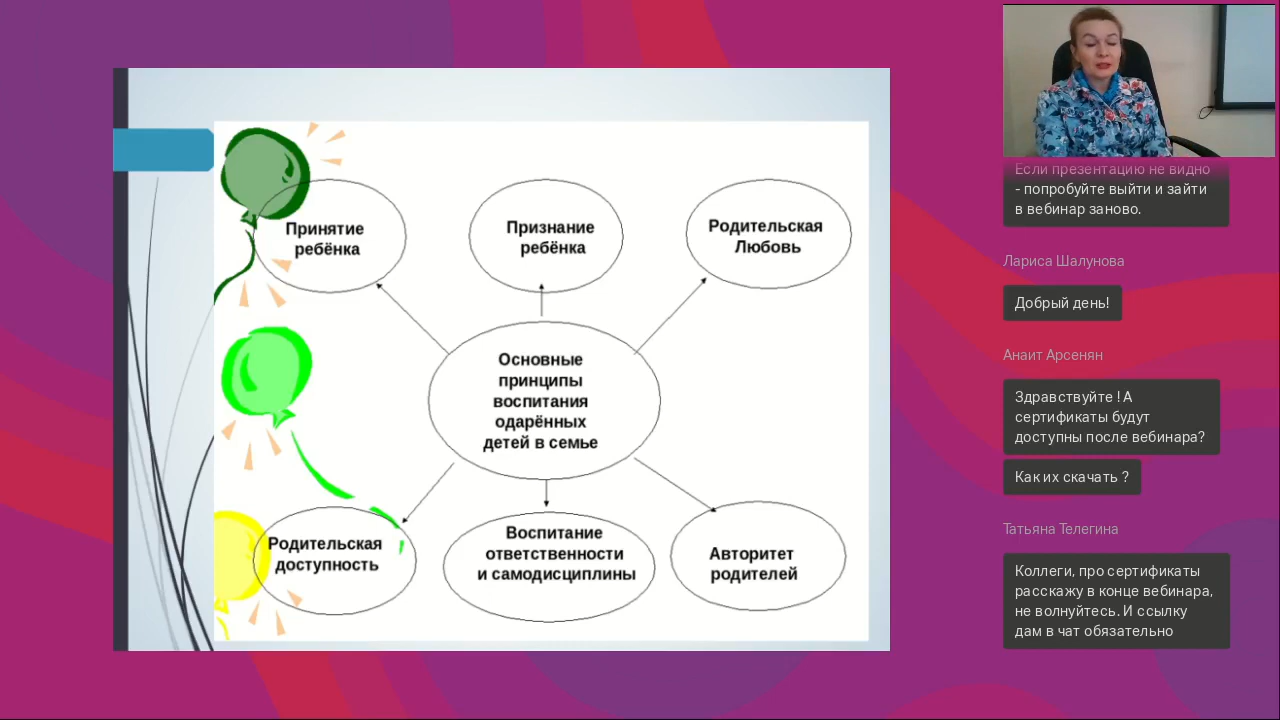 Принятие
ребёнка
Признание
ребёнка
Родительская
Любовь
Основные
принципы
воспитания
одарённых
детей в семье
Родительская
доступность
Воспитание
ответственности
и самодисциплины
Авторитет
родителей
Если презентацию не видно
- попробуйте выйти и зайти
в вебинар заново.
Лариса Шалунова
Добрый день!
Анаит Арсенян
Здравствуйте ! А
сертификаты будут
доступны после вебинара?
Как их скачать ?
Татьяна Телегина
Коллеги, про сертификаты
расскажу в конце вебинара,
не волнуйтесь. И ссылку
дам в чат обязательно